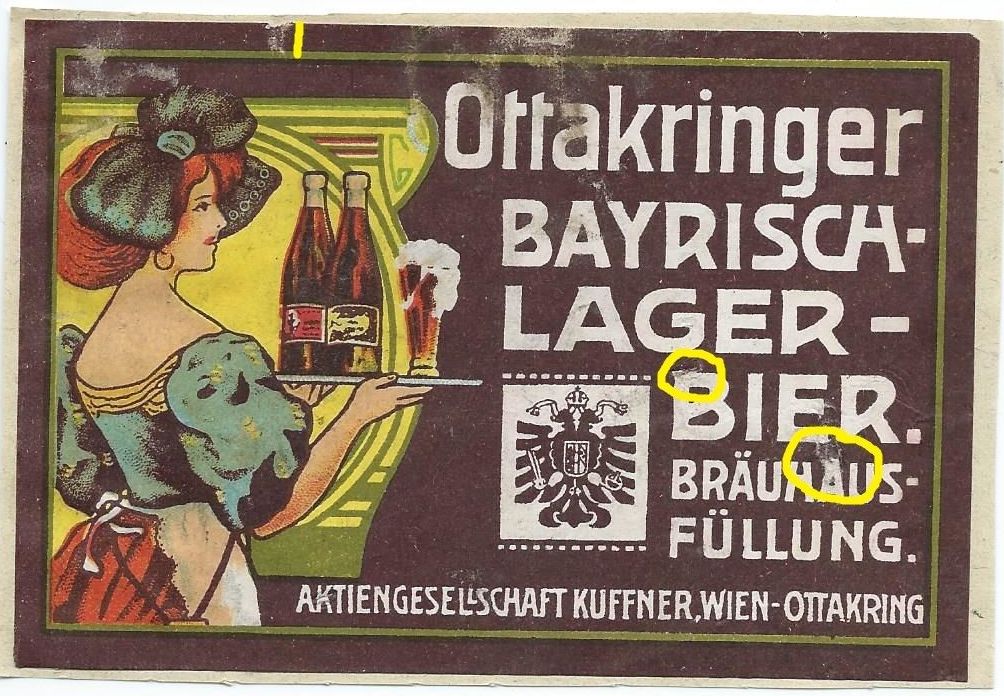 Ottakringer
BAYRISCH-
LAGER-
BIER.
BRÄUHAUS-
FÜLLUNG.
AKTIENGESELLSCHAFT KUFFNER, WIEN-OTTAKRING